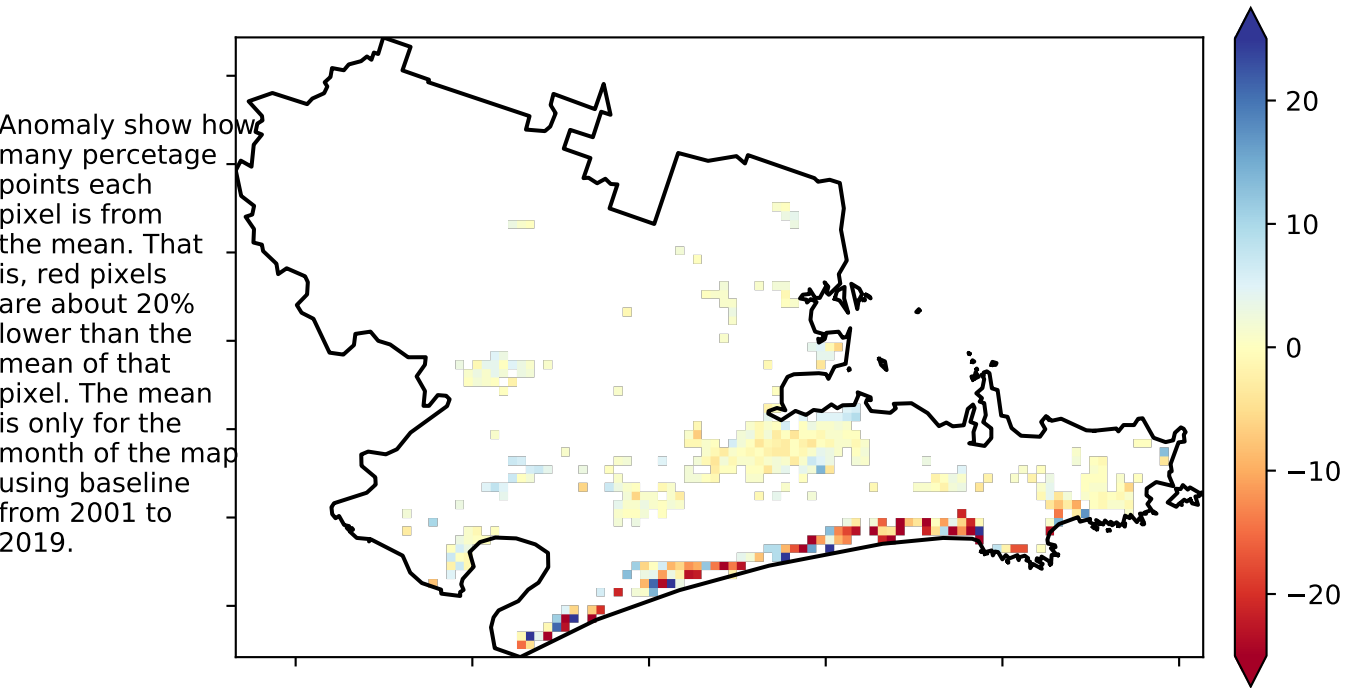 Anomaly show how
many percetage
points each
pixel is from
the mean. That
is, red pixels
are about 20%
lower than the
mean of that
pixel. The mean
is only for the
month of the map
using baseline
from 2001 to
2019.
20
10
0
−10
−20